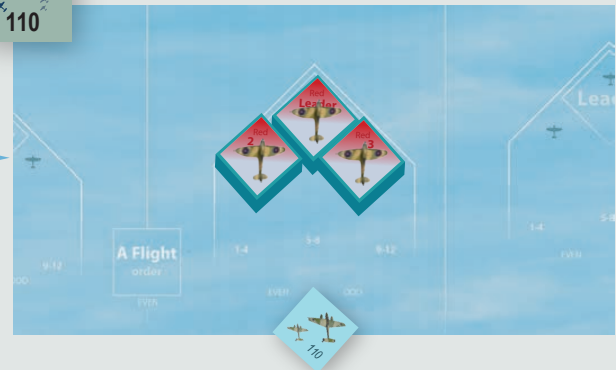 110
Red
Leader
Red
2
Red
3
Lea
9-12
A Flight
order
EVEN
1-4
5-8
9-12
EVEN
ODD
1-4
5-8
EVEN
110